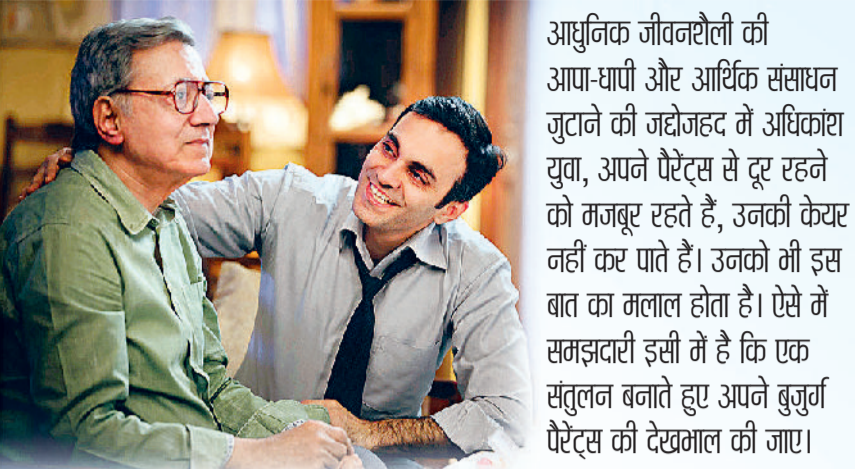 आधुनिक जीवनशैली की
आपा-धापी और आर्थिक संसाधन
जुटाने की जद्दोजहद में अधिकांश
युवा, अपने पैरेंट्स से दूर रहने
को मजबूर रहते हैं, उनकी केयर
नहीं कर पाते हैं। उनको भी इस
बात का मलाल होता है। ऐसे में
समझदारी इसी में है कि एक
संतुलन बनाते हुए अपने बुजुर्ग
पैरेंट्स की देखभाल की जाए।